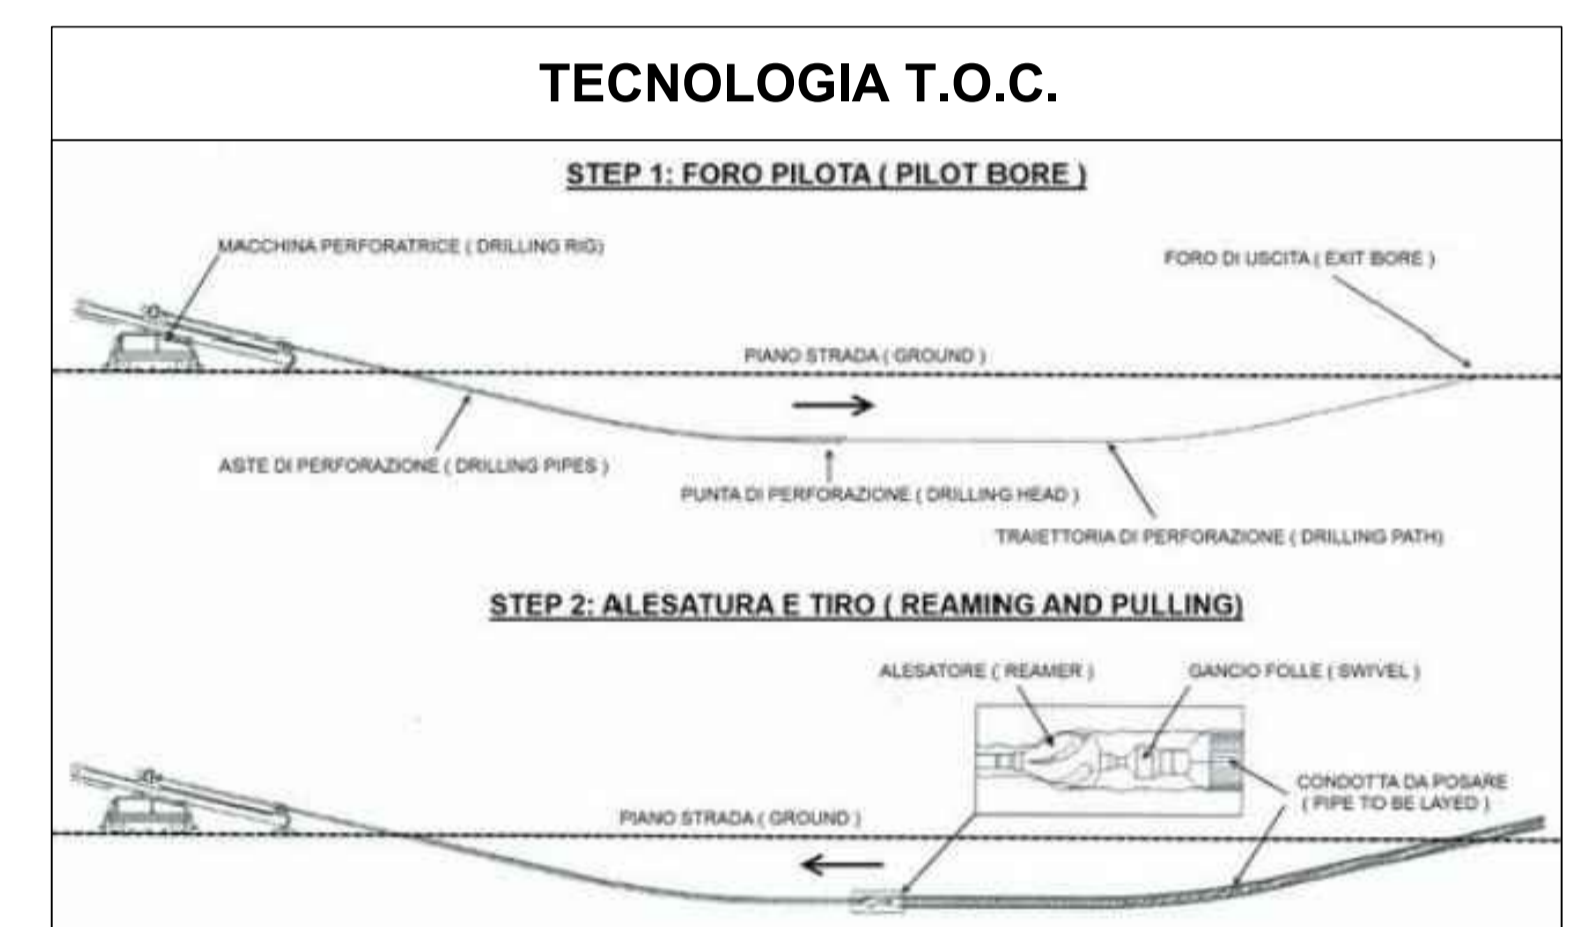 TECNOLOGIA T.O.C.
STEP 1: FORO PILOTA ( PILOT BORE )
MACCHINA PERFORATRICE ( DRILLING RIG)
FORO DI USCITA ( EXIT BORE )
PIANO STRADA ( GROUND )
ASTE DI PERFORAZIONE ( DRILLING PIPES )
PUNTA DI PERFORAZIONE ( DRILLING HEAD )
TRAIETTORIA DI PERFORAZIONE ( DRILLING PATH)
STEP 2: ALESATURA E TIRO ( REAMING AND PULLING)
ALESATORE ( REAMER )
GANCIO FOLLE ( SWIVEL )
CONDOTTA DA POSARE
( PIPE TO BE LAYED )
PIANO STRADA ( GROUND )